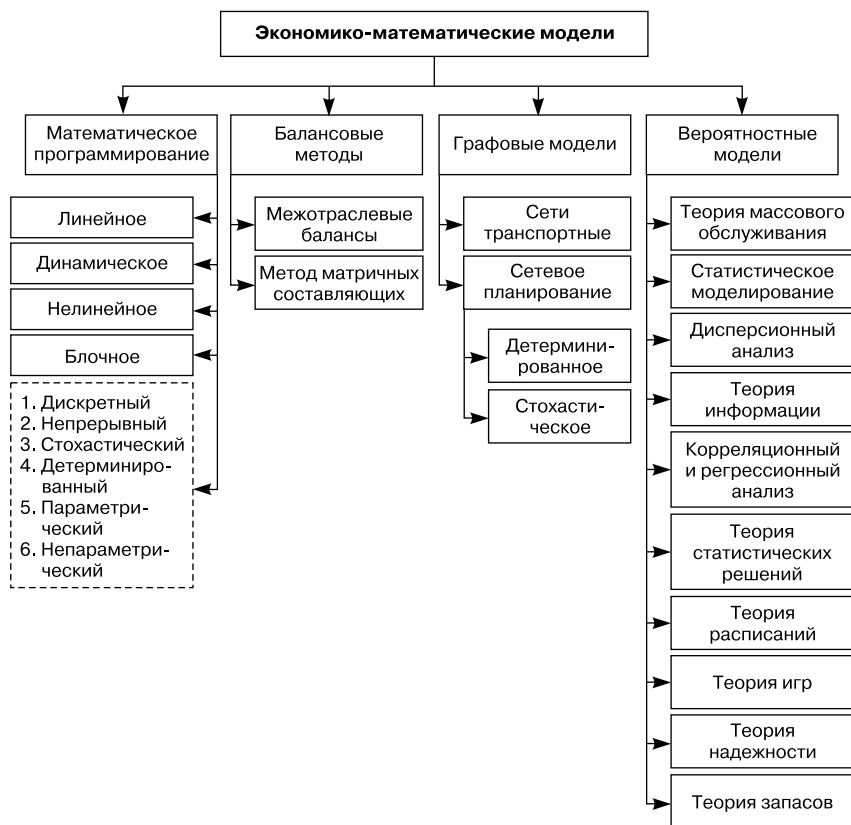 Экономико-математические модели
Математическое
программирование
Балансовые
методы
Графовые модели
Вероятностные
модели
Линейное
Динамическое
Нелинейное
Блочное
1. Дискретный
2. Непрерывный
3. Стохастический
4. Детерминиро-
ванный
5. Параметри-
ческий
6. Непараметри-
ческий
Межотраслевые
балансы
Метод матричных
составляющих
Сети
транспортные
Сетевое
планирование
Детермини-
рованное
Стохасти-
ческое
Теория массового
обслуживания
Статистическое
моделирование
Дисперсионный
анализ
Теория
информации
Корреляционный
и регрессионный
анализ
Теория
статистических
решений
Теория
расписаний
Теория игр
Теория
надежности
Теория запасов